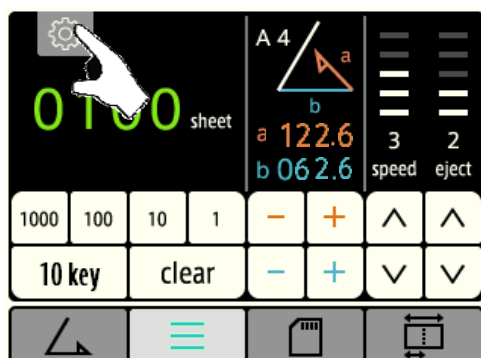 A 4
a
0100 sheet
b
a 122.6
b 062.6
3 2
speed eject
1000 100 10 1 - + ∧ ∧
10 key clear - + ∨ ∨